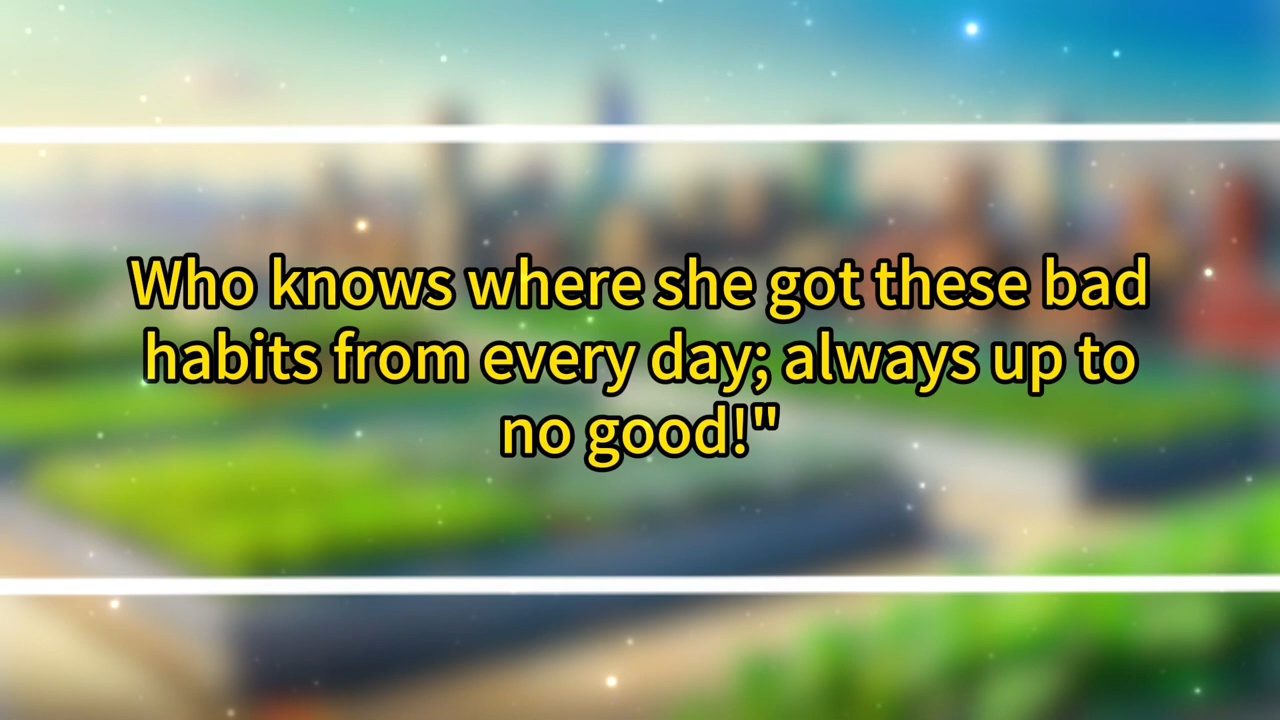 Who knows where she got these bad
habits from every day; always up to
no good!"